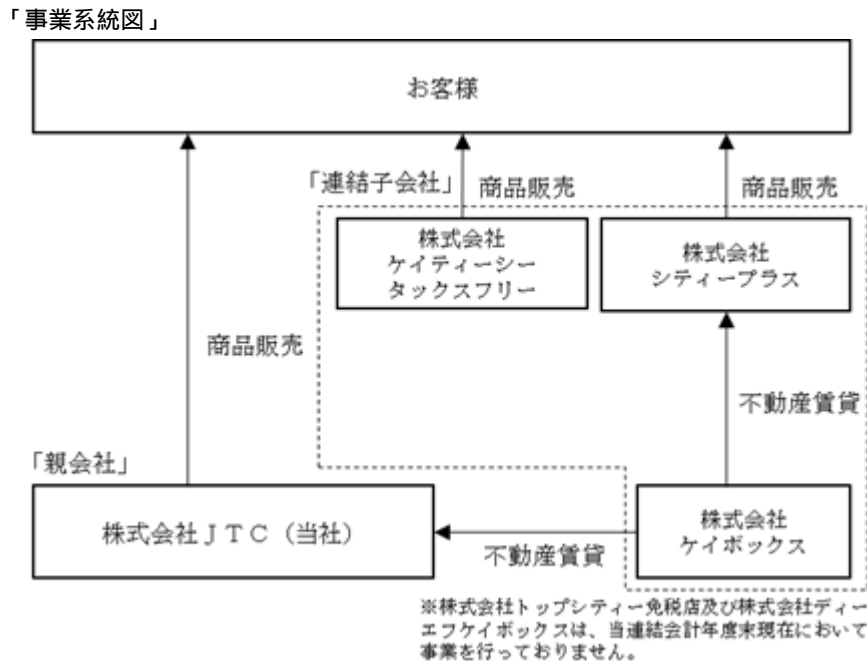 「事業系統図」
お客様
「連結子会社」
商品販売
商品販売
株式会社
ケイティーシー
タックスフリー
株式会社
シティープラス
商品販売
不動産賃貸
「親会社」
株式会社JTC(当社)
不動産賃貸
株式会社
ケイボックス
※株式会社トップシティー免税店及び株式会社ディー
エフケイボックスは、当連結会計年度末現在において
事業を行っておりません。